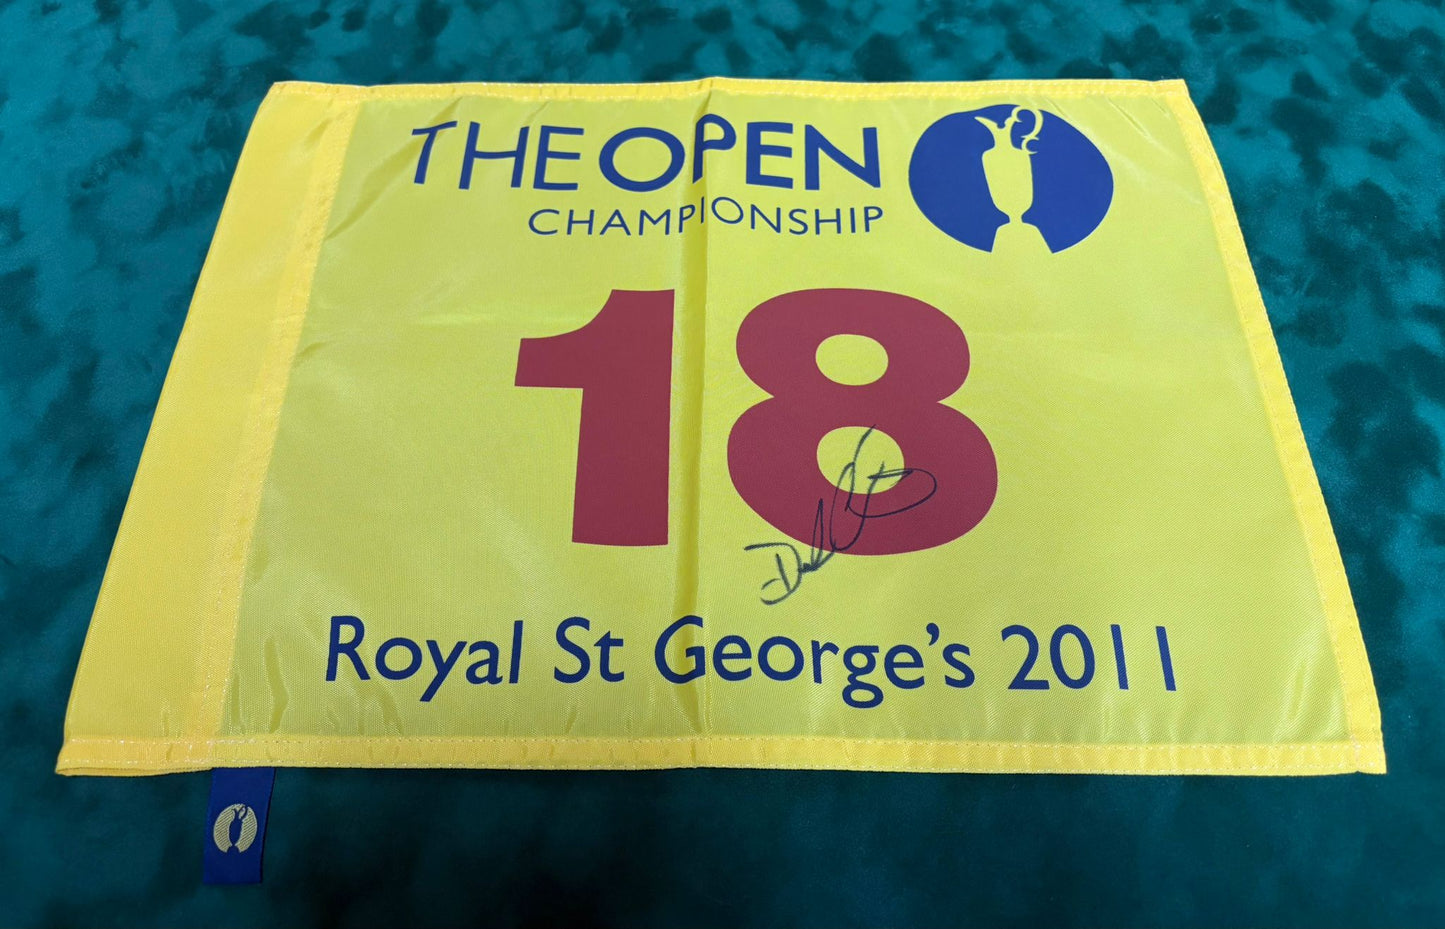 THE OPEN
CHAMPIONSHIP
18
Royal St George's 2011